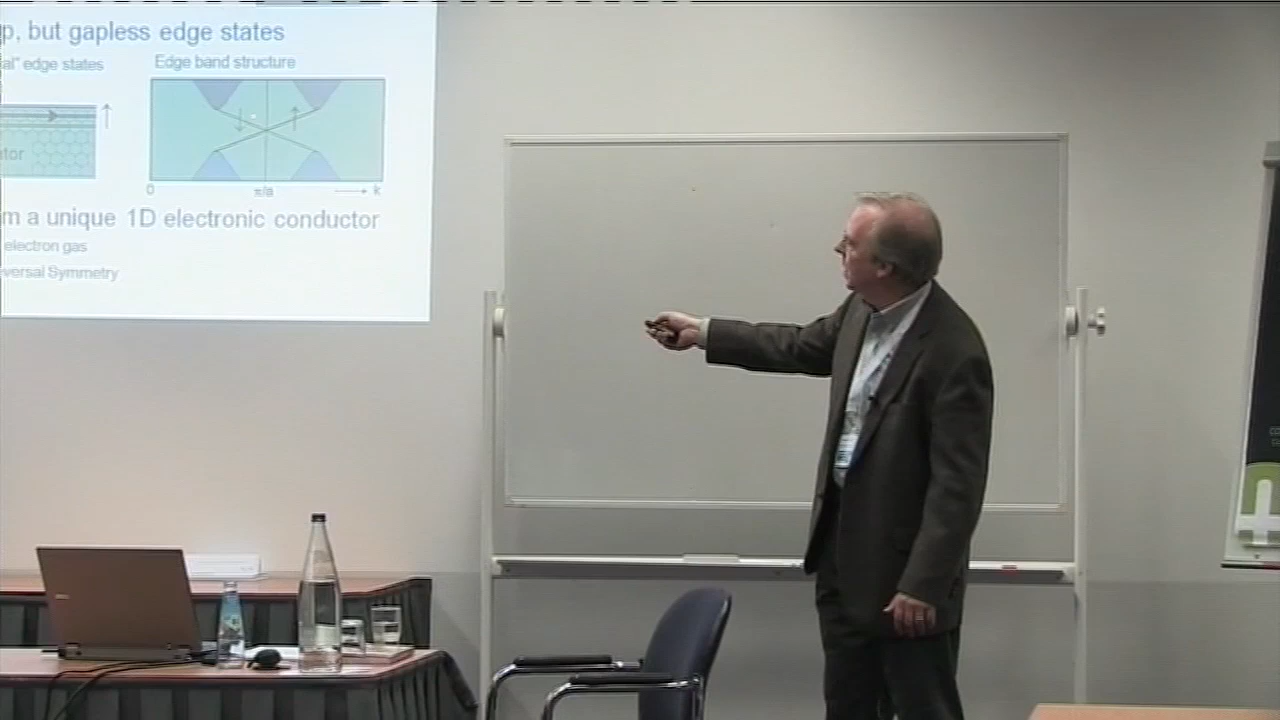 p, but gapless edge states
al" edge states
Edge band structure
tor
0
π/a
k
m a unique 1D electronic conductor
electron gas
eversal Symmetry